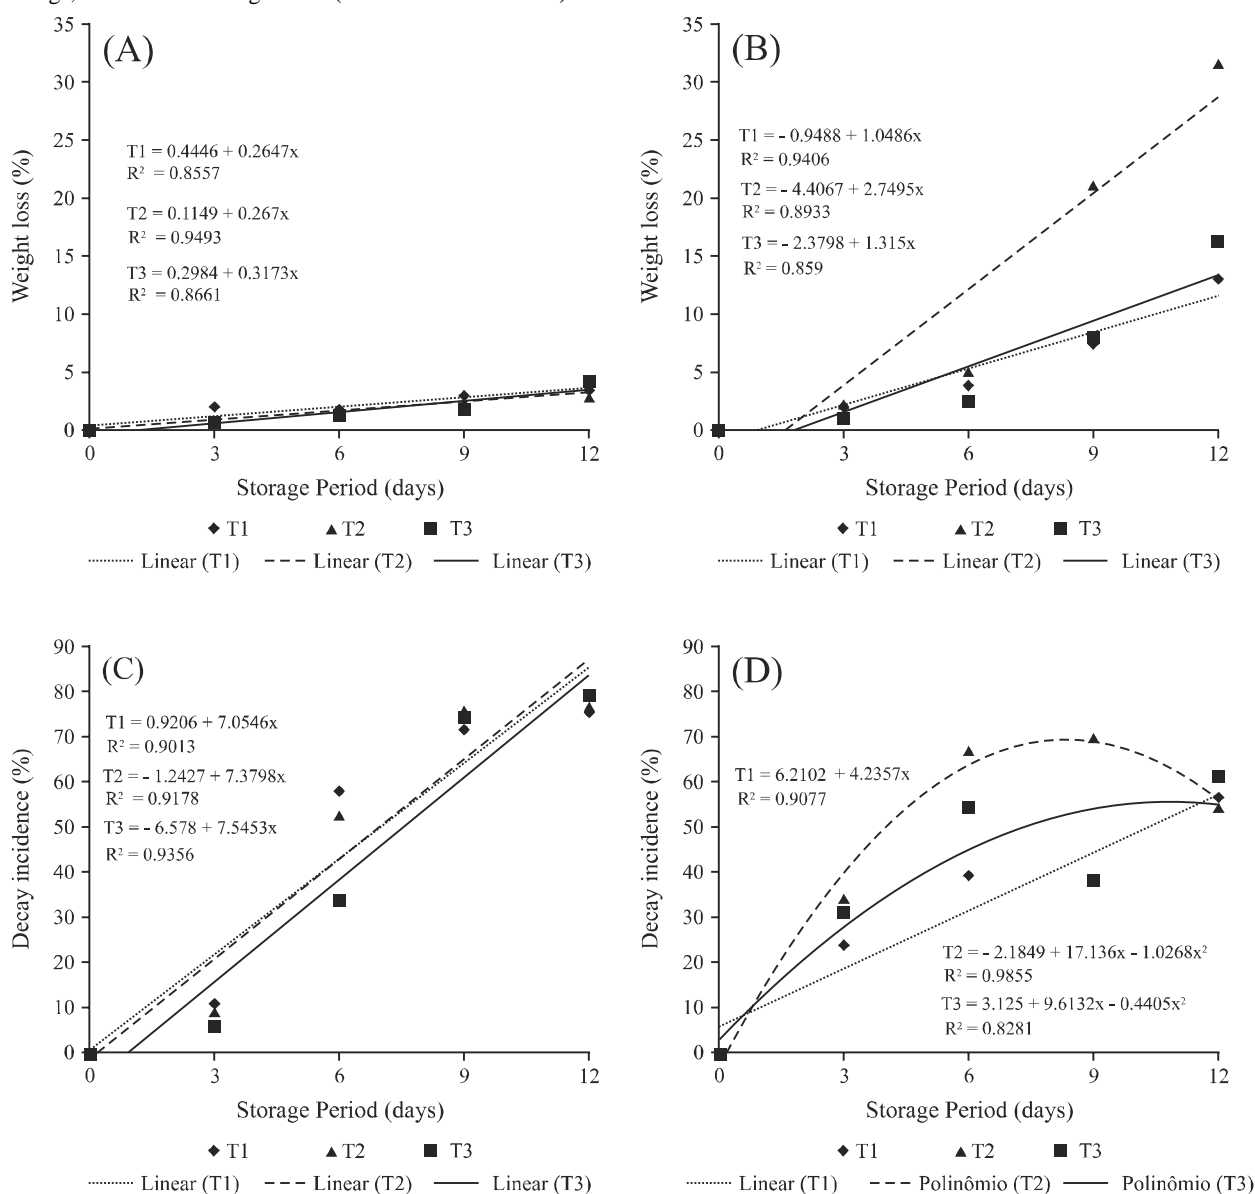 (A)
35
30
25
20
15
10
5
0
Weight loss (%)
T1 = 0.4446 + 0.2647x
R² = 0.8557
T2 = 0.1149 + 0.267x
R² = 0.9493
T3 = 0.2984 + 0.3173x
R² = 0.8661
0 3 6 9 12
Storage Period (days)
T1 T2 T3
Linear (T1) Linear (T2) Linear (T3)
(B)
35
30
25
20
15
10
5
0
Weight loss (%)
T1 = - 0.9488 + 1.0486x
R² = 0.9406
T2 = - 4.4067 + 2.7495x
R² = 0.8933
T3 = - 2.3798 + 1.315x
R² = 0.859
0 3 6 9 12
Storage Period (days)
T1 T2 T3
Linear (T1) Linear (T2) Linear (T3)
(C)
90
80
70
60
50
40
30
20
10
0
Decay incidence (%)
T1 = 0.9206 + 7.0546x
R² = 0.9013
T2 = - 1.2427 + 7.3798x
R² = 0.9178
T3 = - 6.578 + 7.5453x
R² = 0.9356
0 3 6 9 12
Storage Period (days)
T1 T2 T3
Linear (T1) Linear (T2) Linear (T3)
(D)
90
80
70
60
50
40
30
20
10
0
Decay incidence (%)
T1 = 6.2102 + 4.2357x
R² = 0.9077
T2 = - 2.1849 + 17.136x - 1.0268x²
R² = 0.9855
T3 = 3.125 + 9.6132x - 0.4405x²
R² = 0.8281
0 3 6 9 12
Storage Period (days)
T1 T2 T3
Linear (T1) Polinômio (T2) Polinômio (T3)